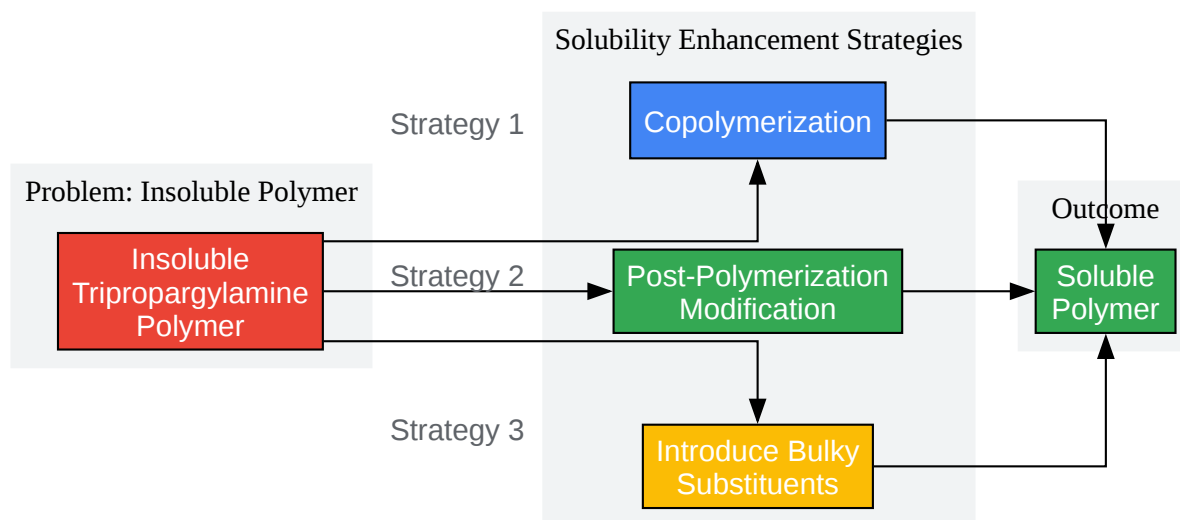 Solubility Enhancement Strategies
Strategy 1
Copolymerization
Problem: Insoluble Polymer
Insoluble
Tripropargylamine
Polymer
Strategy 2
Post-Polymerization
Modification
Outcome
Soluble
Polymer
Strategy 3
Introduce Bulky
Substituents